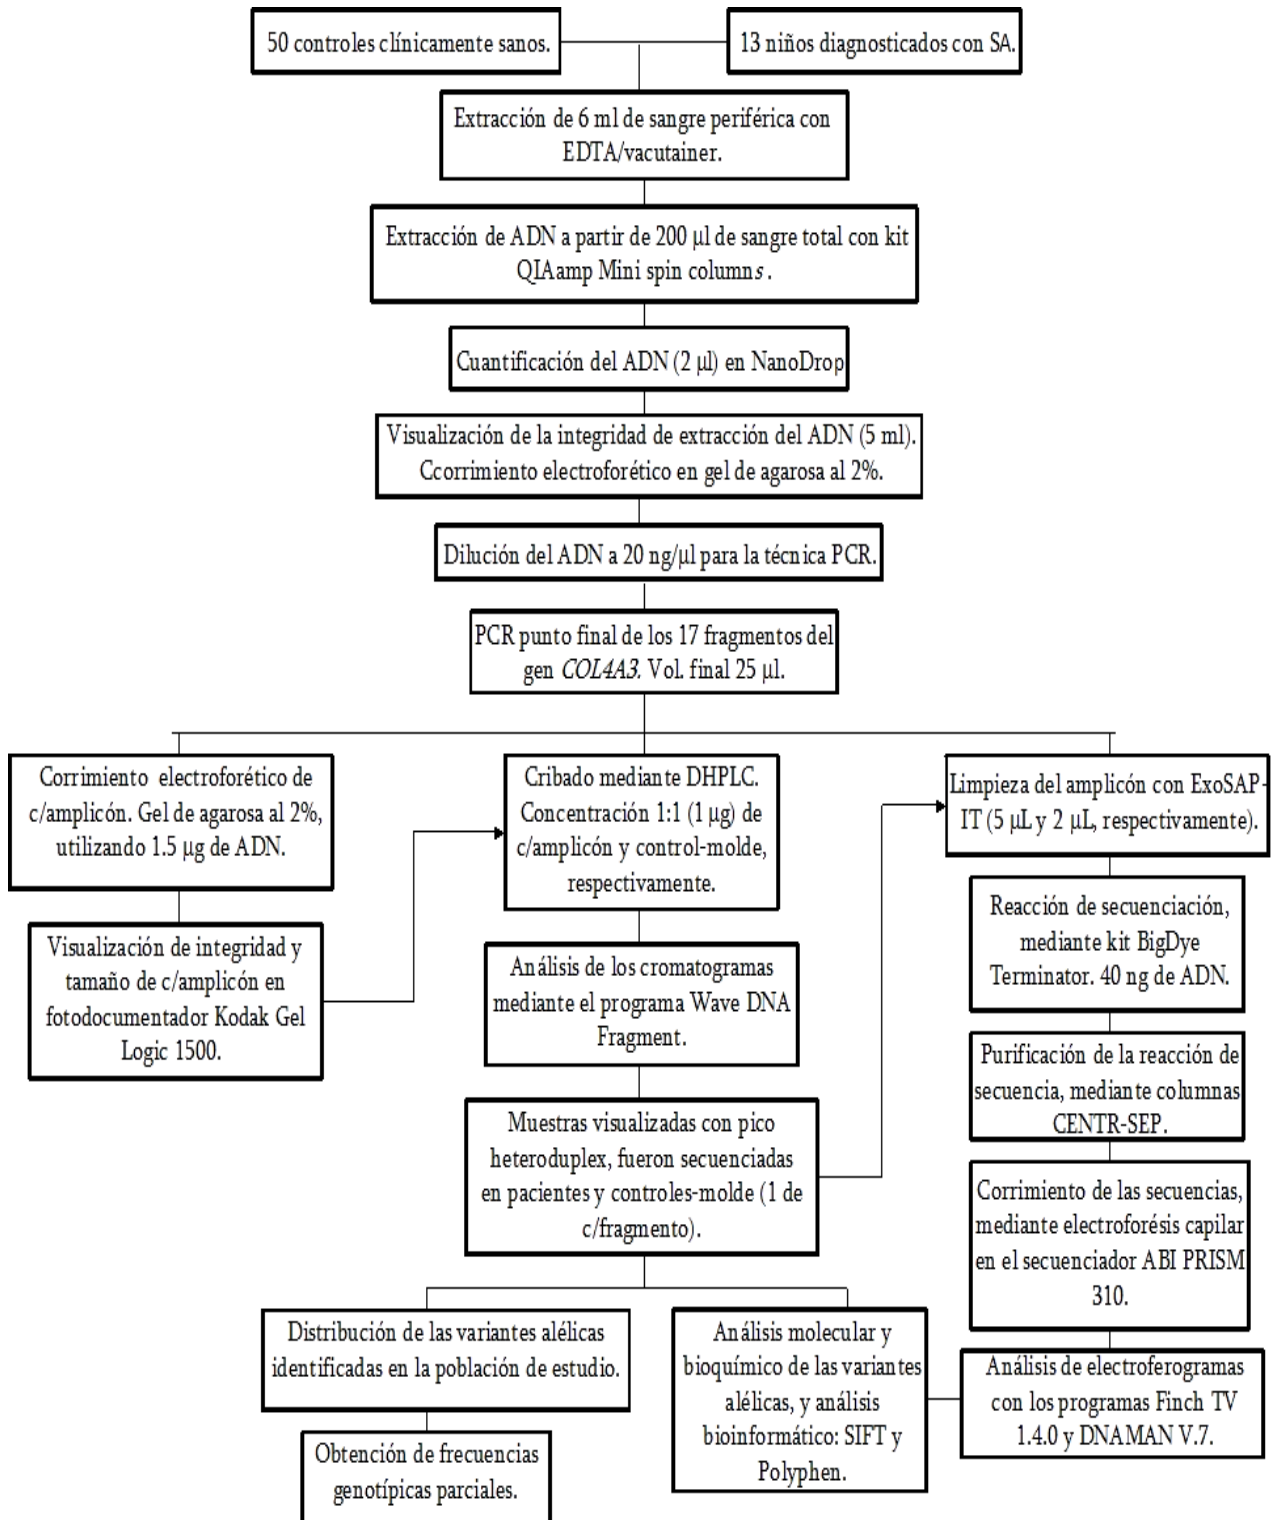 50 controles clínicamente sanos.
13 niños diagnosticados con SA.
Extracción de 6 ml de sangre periférica con
EDTA/vacutainer.
Extracción de ADN a partir de 200 µl de sangre total con kit
QIAamp Mini spin columns .
Cuantificación del ADN (2 µl) en NanoDrop
Visualización de la integridad de extracción del ADN (5 ml).
Ccorrimiento electroforético en gel de agarosa al 2%.
Dilución del ADN a 20 ng/µl para la técnica PCR.
PCR punto final de los 17 fragmentos del
gen COL4A3. Vol. final 25 µl.
Corrimiento electroforético de
c/amplicón. Gel de agarosa al 2%,
utilizando 1.5 µg de ADN.
Visualización de integridad y
tamaño de c/amplicón en
fotodocumentador Kodak Gel
Logic 1500.
Cribado mediante DHPLC.
Concentración 1:1 (1 µg) de
c/amplicón y control-molde,
respectivamente.
Análisis de los cromatogramas
mediante el programa Wave DNA
Fragment.
Muestras visualizadas con pico
heteroduplex, fueron secuenciadas
en pacientes y controles-molde (1 de
c/fragmento).
Limpieza del amplicón con ExoSAP-
IT (5 µL y 2 µL, respectivamente).
Reacción de secuenciación,
mediante kit BigDye
Terminator. 40 ng de ADN.
Purificación de la reacción de
secuencia, mediante columnas
CENTR-SEP.
Corrimiento de las secuencias,
mediante electroforésis capilar
en el secuenciador ABI PRISM
310.
Análisis de electroferogramas
con los programas Finch TV
1.4.0 y DNAMAN V.7.
Análisis molecular y
bioquímico de las variantes
alélicas, y análisis
bioinformático: SIFT y
Polyphen.
Distribución de las variantes alélicas
identificadas en la población de estudio.
Obtención de frecuencias
genotípicas parciales.